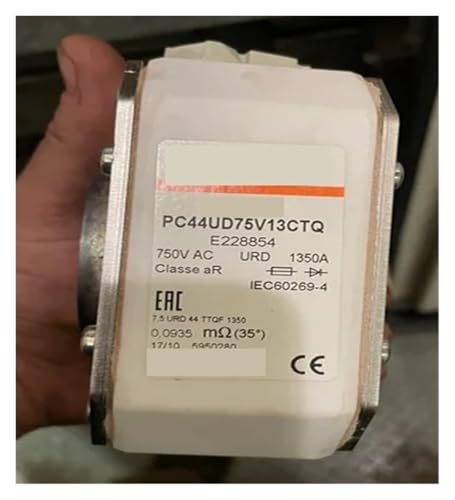 PC44UD75V13CTQ
E228854
750V AC URD 1350A
Classe aR
IEC60269-4
EAC
7.5 URD 44 TTQF 1350
0,0935 mΩ(35°)
17/10 5950280
CE